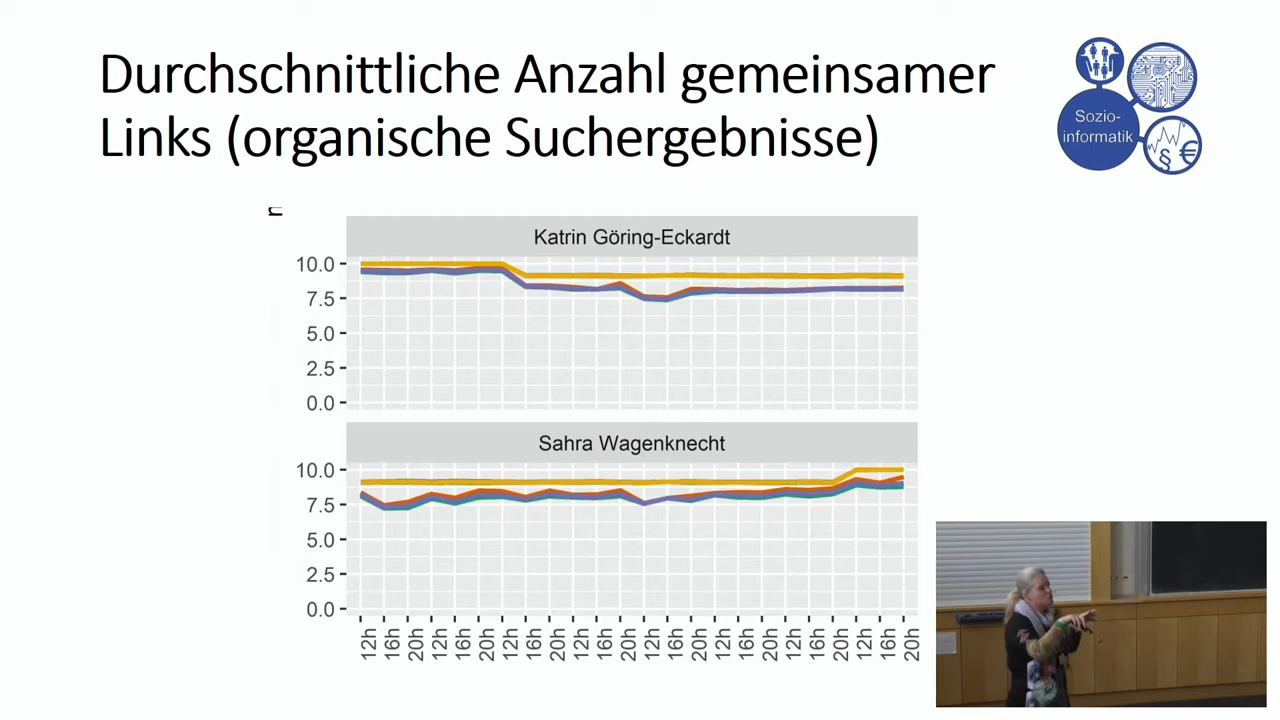 Durchschnittliche Anzahl gemeinsamer
Links (organische Suchergebnisse)
Sozio-
informatik
§ €
Katrin Göring-Eckardt
10.0
7.5
5.0
2.5
0.0
Sahra Wagenknecht
10.0
7.5
5.0
2.5
0.0
12h 16h 20h 12h 16h 20h 12h 16h 20h 12h 16h 20h 12h 16h 20h 12h 16h 20h 12h 16h 20h 12h 16h 20h